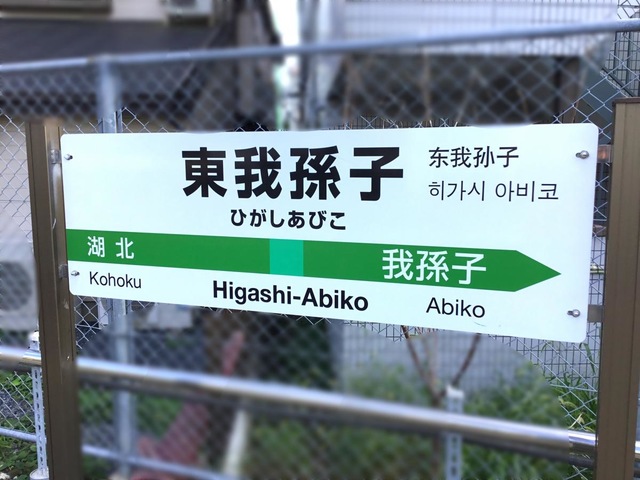 東我孫子
东我孙子
히가시 아비코
ひがしあびこ
湖北
我孫子
Kohoku
Higashi-Abiko
Abiko